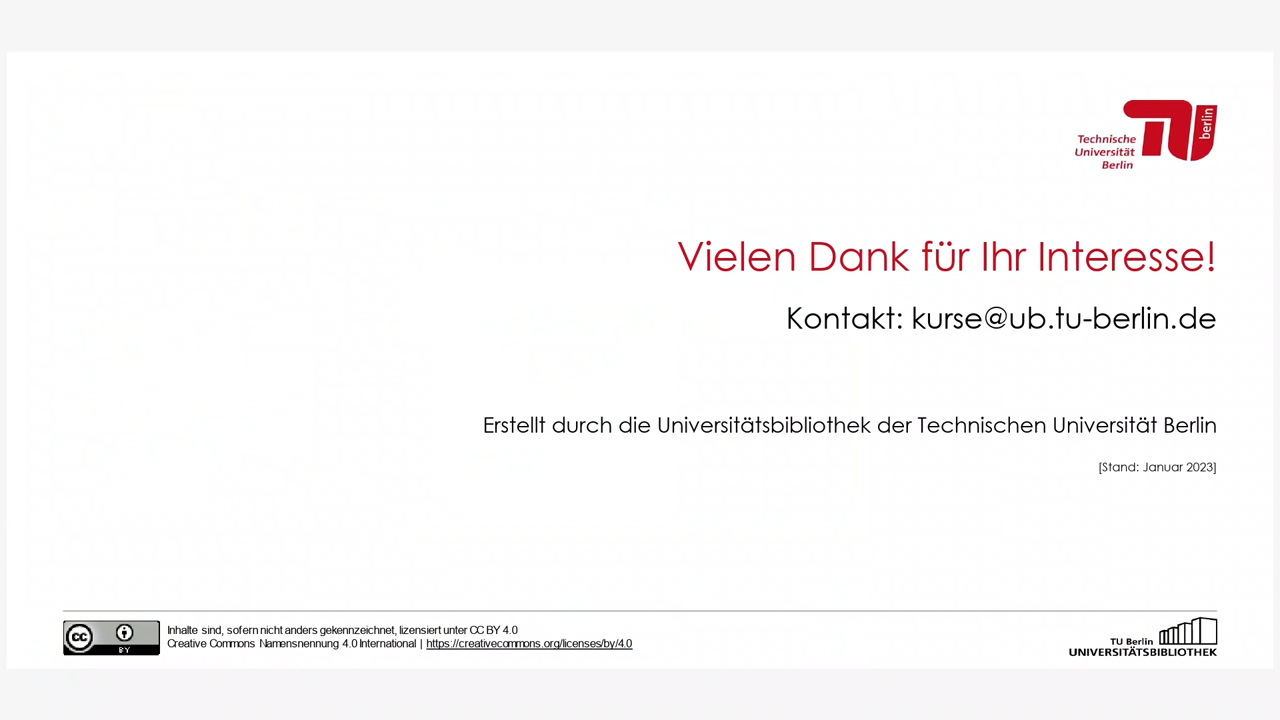 Technische
Universität
Berlin
berlin
Vielen Dank für Ihr Interesse!
Kontakt: kurse@ub.tu-berlin.de
Erstellt durch die Universitätsbibliothek der Technischen Universität Berlin
[Stand: Januar 2023]
cc
BY
Inhalte sind, sofern nicht anders gekennzeichnet, lizensiert unter CC BY 4.0
Creative Commons Namensnennung 4.0 International | https://creativecommons.org/licenses/by/4.0
TU Berlin
UNIVERSITÄTSBIBLIOTHEK